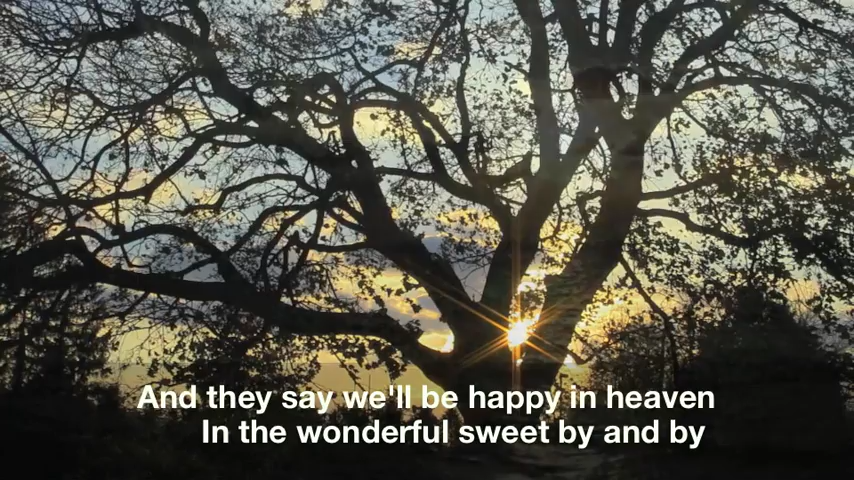 And they say we'll be happy in heaven
In the wonderful sweet by and by